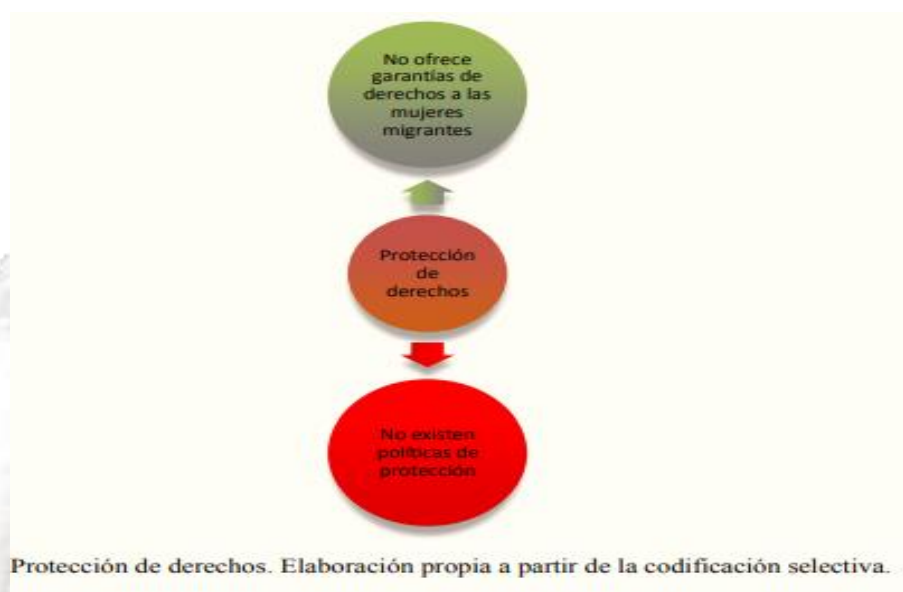 No ofrece
garantías de
derechos a las
mujeres
migrantes
Protección
de
derechos
No existen
políticas de
protección
Protección de derechos. Elaboración propia a partir de la codificación selectiva.